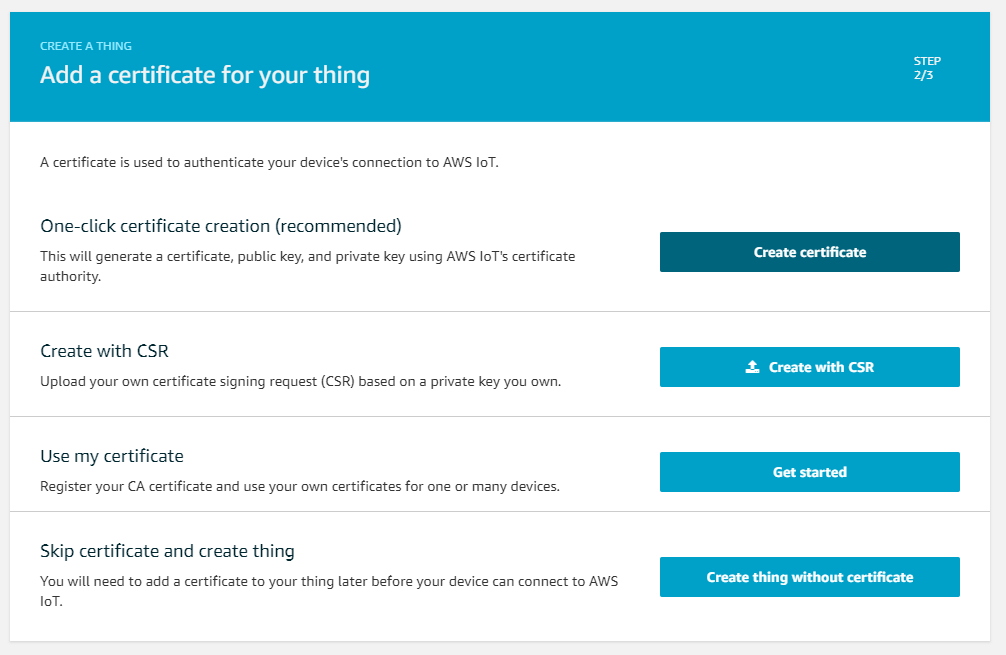 CREATE A THING
Add a certificate for your thing
STEP
2/3
A certificate is used to authenticate your device's connection to AWS IoT.
One-click certificate creation (recommended)
This will generate a certificate, public key, and private key using AWS IoT's certificate
authority.
Create certificate
Create with CSR
Upload your own certificate signing request (CSR) based on a private key you own.
Create with CSR
Use my certificate
Register your CA certificate and use your own certificates for one or many devices.
Get started
Skip certificate and create thing
You will need to add a certificate to your thing later before your device can connect to AWS
IoT.
Create thing without certificate